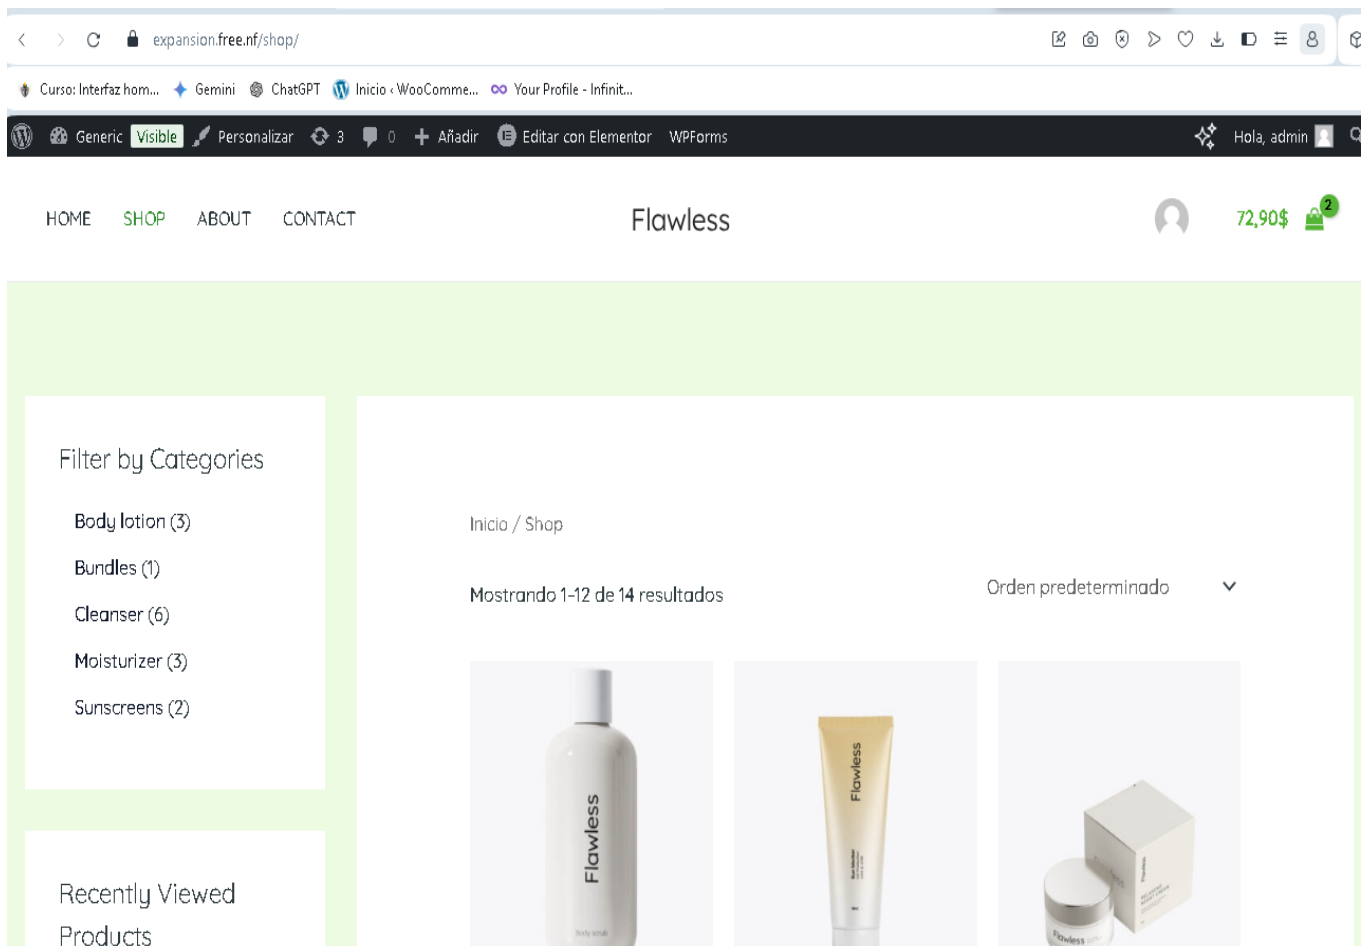 expansion.free.nf/shop/
Curso: Interfaz hom... Gemini ChatGPT Inicio ‹ WooComme... Your Profile - Infinit...
Generic Visible Personalizar 3 0 Añadir Editar con Elementor WPForms Hola, admin
HOME SHOP ABOUT CONTACT Flawless 72,90$ 2
Filter by Categories
Body lotion (3)
Bundles (1)
Cleanser (6)
Moisturizer (3)
Sunscreens (2)
Recently Viewed
Products
Inicio / Shop
Mostrando 1–12 de 14 resultados
Orden predeterminado
Flawless
Body scrub
Flawless
Flawless